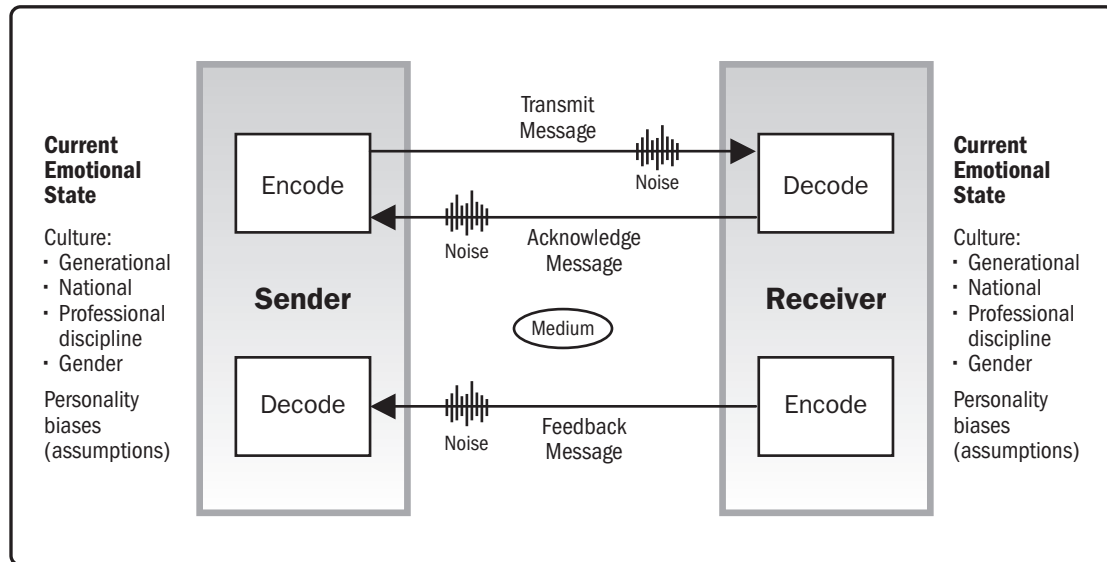 Current
Emotional
State
Culture:
· Generational
· National
· Professional
discipline
· Gender
Personality
biases
(assumptions)
Sender
Encode
Decode
Transmit
Message
Noise
Noise
Acknowledge
Message
Medium
Noise
Feedback
Message
Decode
Receiver
Encode
Current
Emotional
State
Culture:
· Generational
· National
· Professional
discipline
· Gender
Personality
biases
(assumptions)